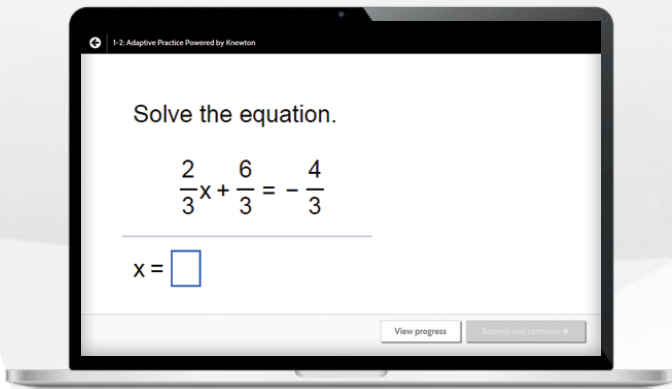 1-2: Adaptive Practice Powered by Knewton
Solve the equation.
2/3 x + 6/3 = - 4/3
x =
View progress
Submit and continue →